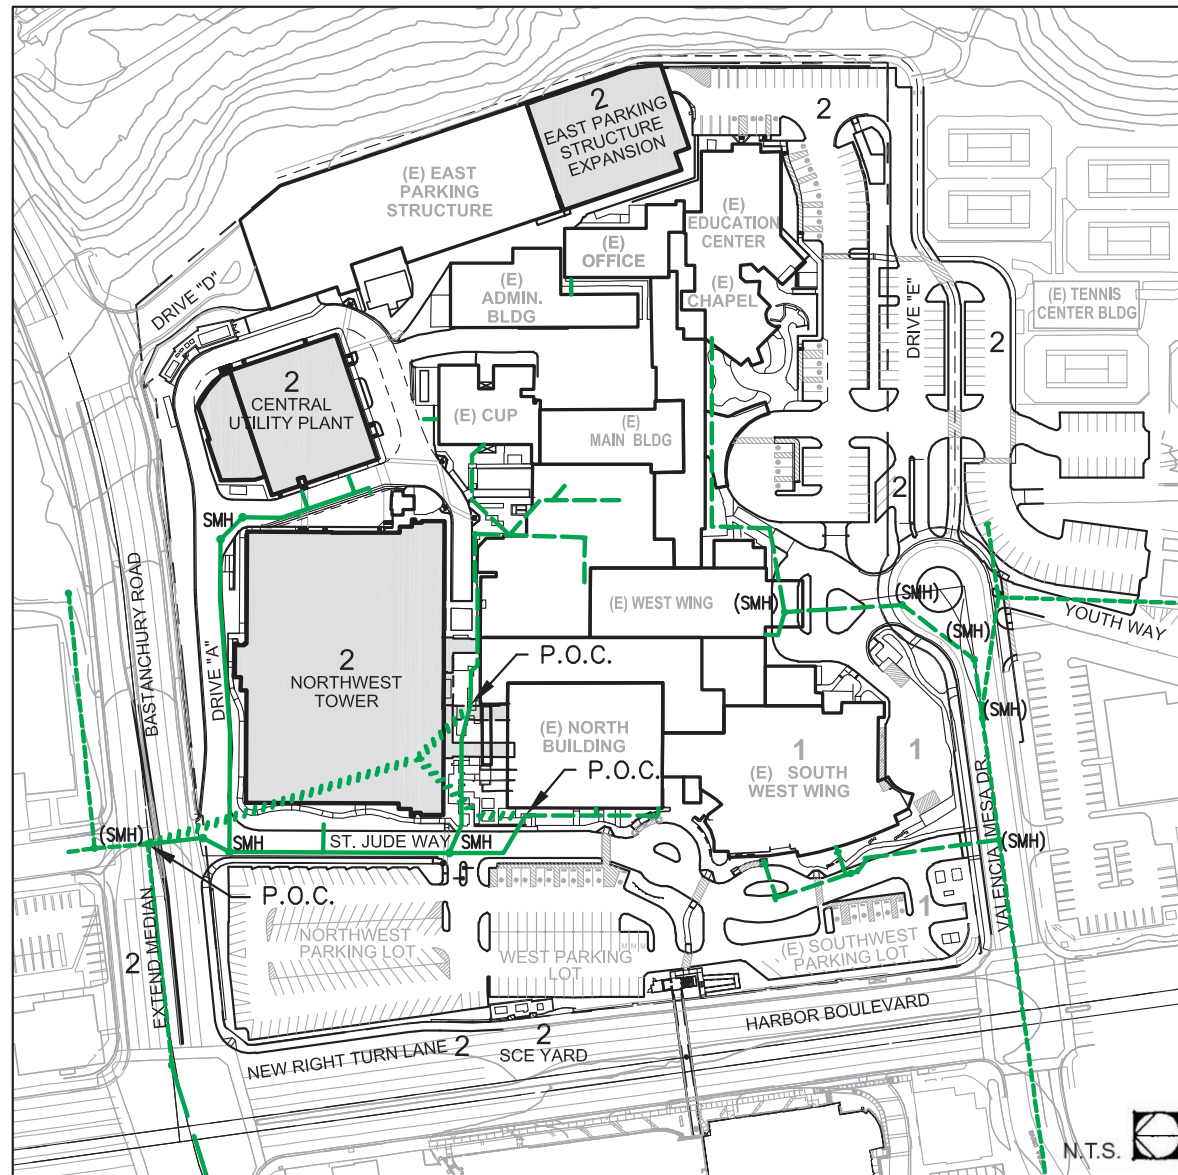 2
EAST PARKING
STRUCTURE
EXPANSION
2
(E) EAST
PARKING
STRUCTURE
(E)
EDUCATION
CENTER
(E)
OFFICE
(E)
CHAPEL
(E)
ADMIN.
BLDG
DRIVE "D"
DRIVE "E"
(E) TENNIS
CENTER BLDG
2
2
CENTRAL
UTILITY PLANT
(E) CUP
(E)
MAIN BLDG
2
SMH
BASTANCHURY ROAD
DRIVE "A"
(E) WEST WING
(SMH)
(SMH)
(SMH)
YOUTH WAY
2
NORTHWEST
TOWER
P.O.C.
(SMH)
(E) NORTH
BUILDING
P.O.C.
1
(E) SOUTH
WEST WING
1
VALENCIA MESA DR.
(SMH)
SMH
ST. JUDE WAY
SMH
(SMH)
P.O.C.
EXTEND MEDIAN
2
NORTHWEST
PARKING LOT
WEST PARKING
LOT
MMM
1
(E) SOUTHWEST
PARKING LOT
HARBOR BOULEVARD
NEW RIGHT TURN LANE 2
2
SCE YARD
N.T.S.